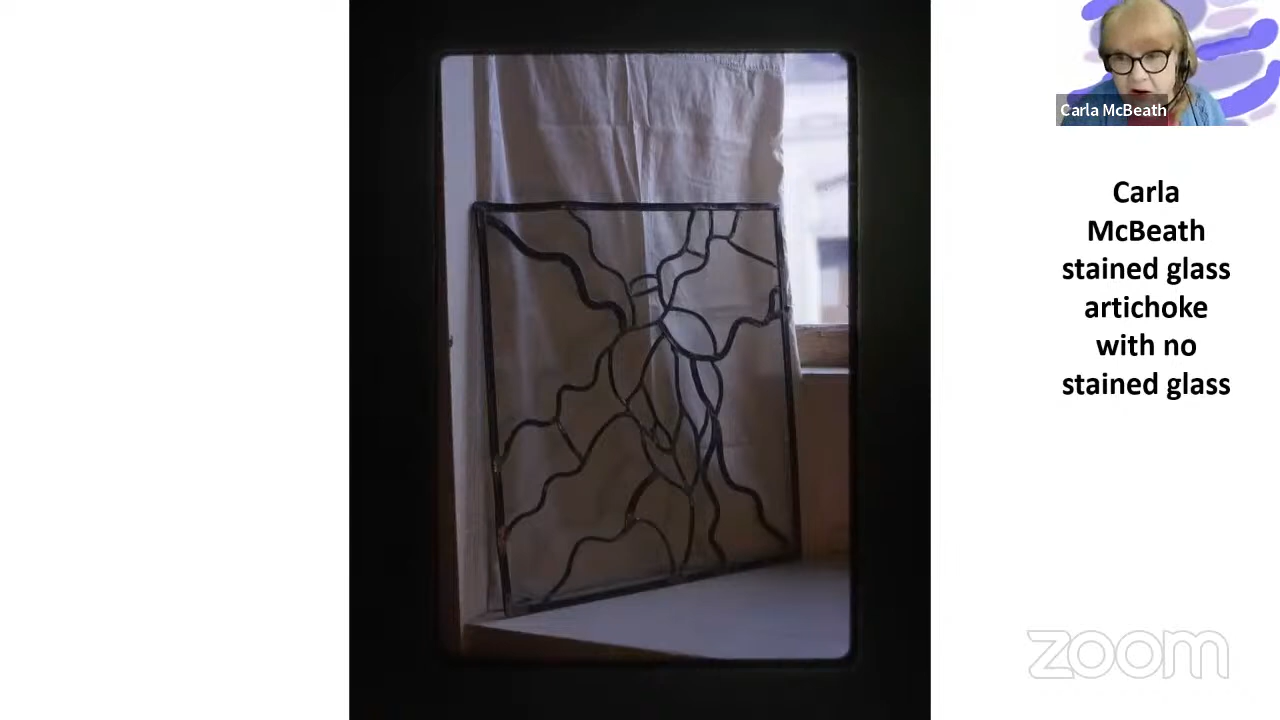 Carla McBeath
Carla
McBeath
stained glass
artichoke
with no
stained glass
zoom